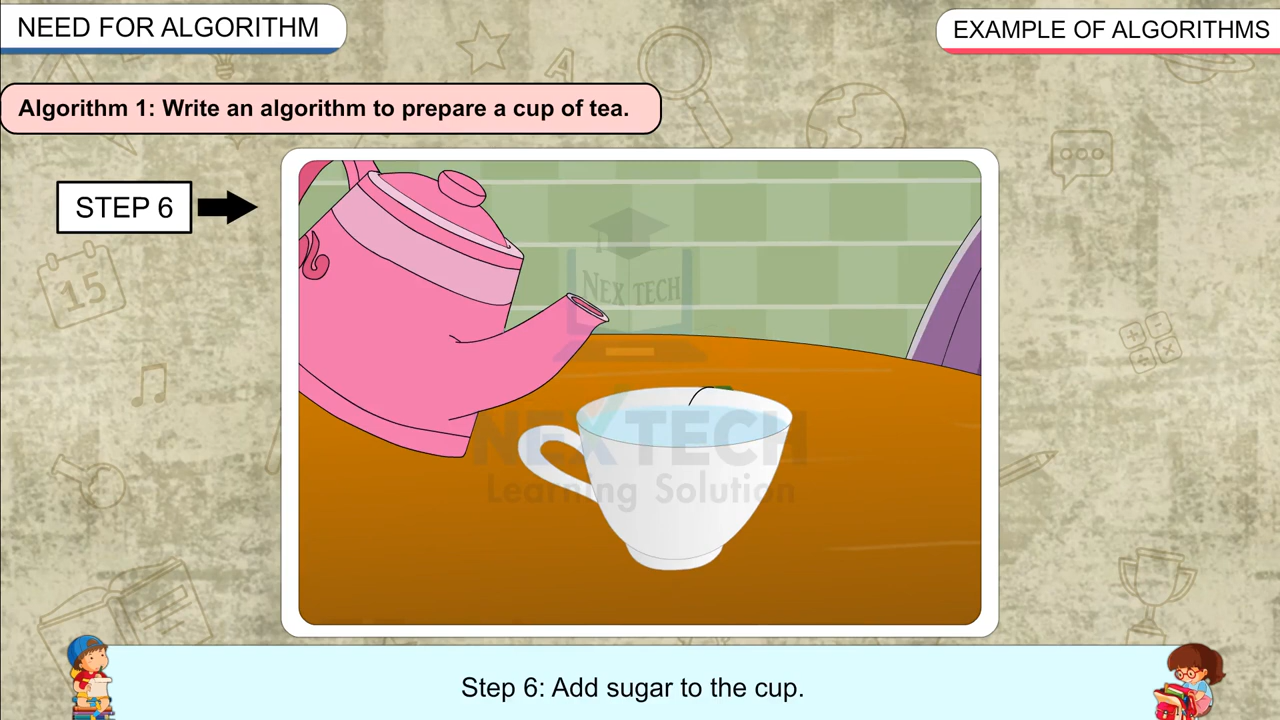 NEED FOR ALGORITHM
EXAMPLE OF ALGORITHMS
Algorithm 1: Write an algorithm to prepare a cup of tea.
STEP 6
15
A
NEX TECH
NEXTECH
Learning Solution
Step 6: Add sugar to the cup.